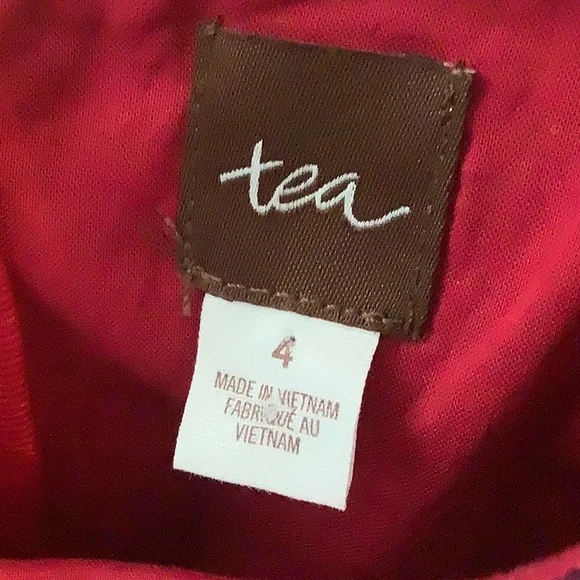 tea
4
MADE IN VIETNAM
FABRIQUÉ AU
VIETNAM